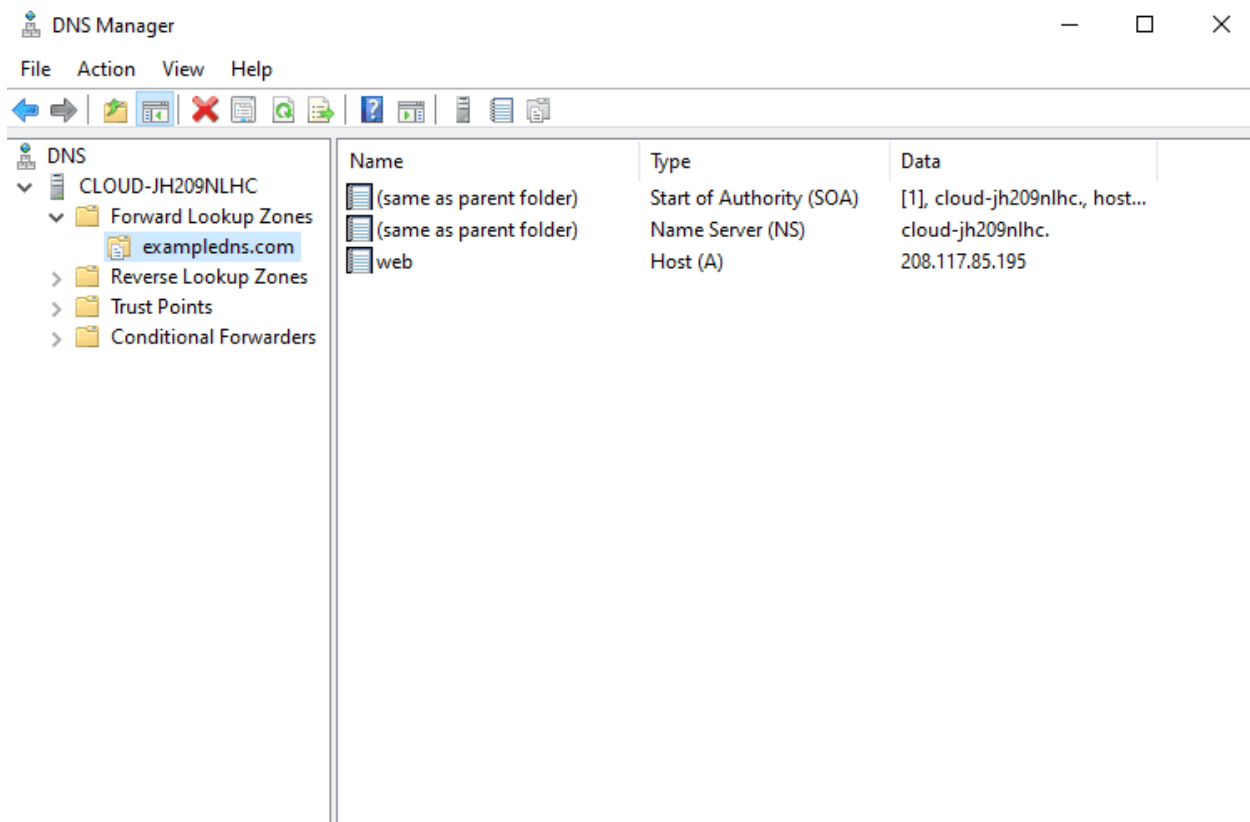 DNS Manager
File Action View Help
DNS
CLOUD-JH209NLHC
Forward Lookup Zones
exampledns.com
Reverse Lookup Zones
Trust Points
Conditional Forwarders
Name Type Data
(same as parent folder) Start of Authority (SOA) [1], cloud-jh209nlhc., host...
(same as parent folder) Name Server (NS) cloud-jh209nlhc.
web Host (A) 208.117.85.195